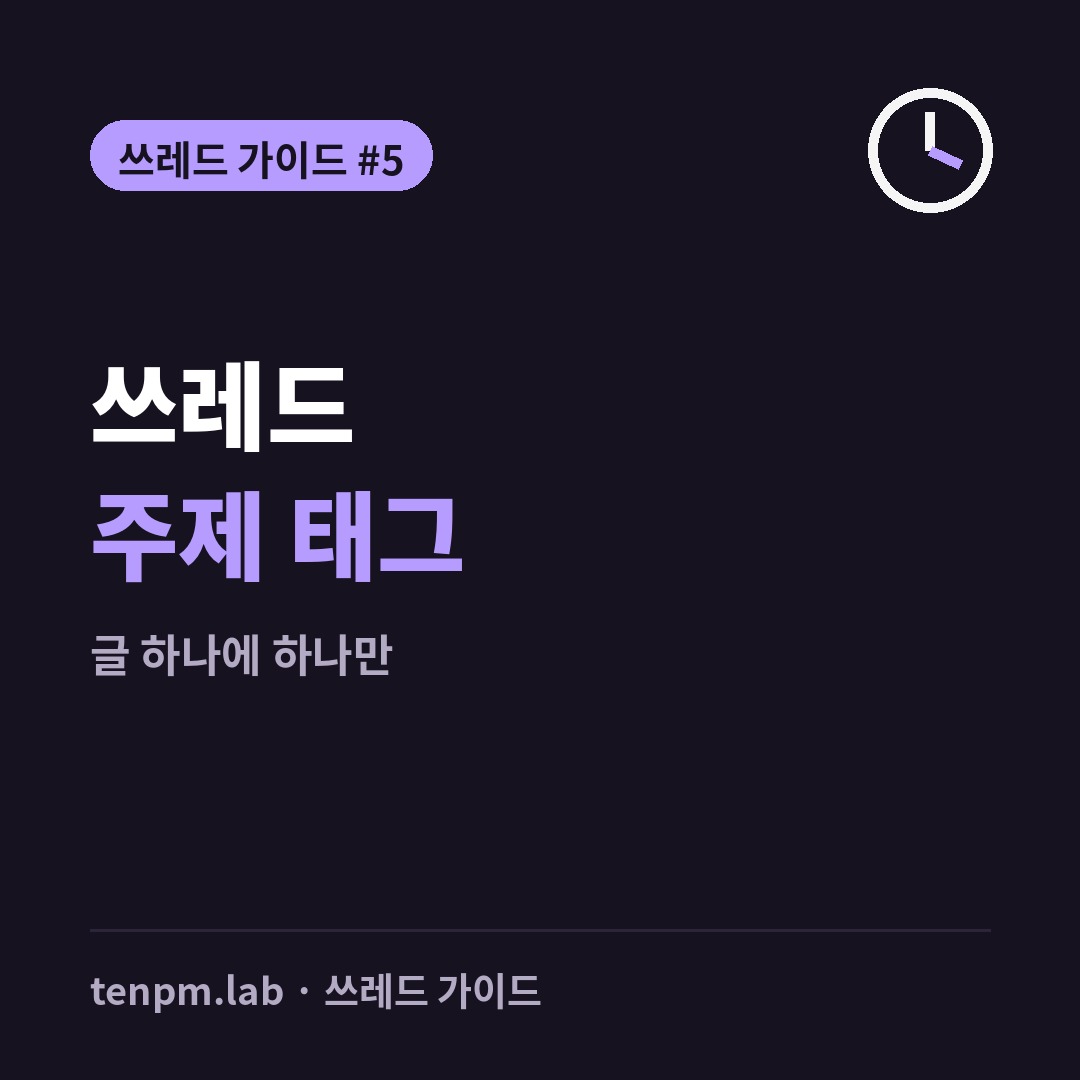 쓰레드 가이드 #5
쓰레드
주제 태그
글 하나에 하나만
tenpm.lab · 쓰레드 가이드